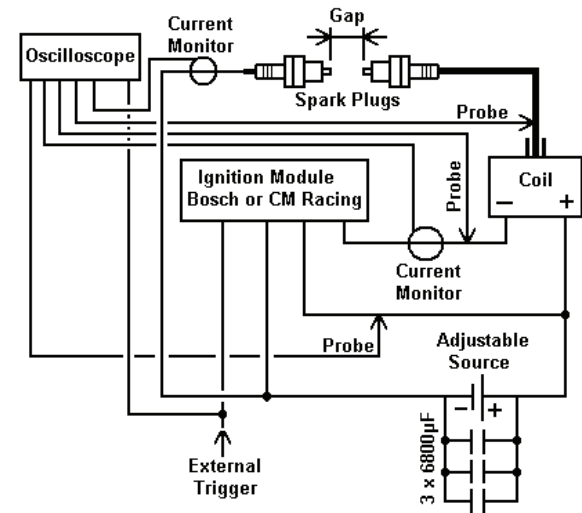 Gap
Current
Monitor
Oscilloscope
Spark Plugs
Probe
Ignition Module
Bosch or CM Racing
Probe
Coil
− +
Current
Monitor
Probe
Adjustable
Source
− +
3 x 6800µF
External
Trigger